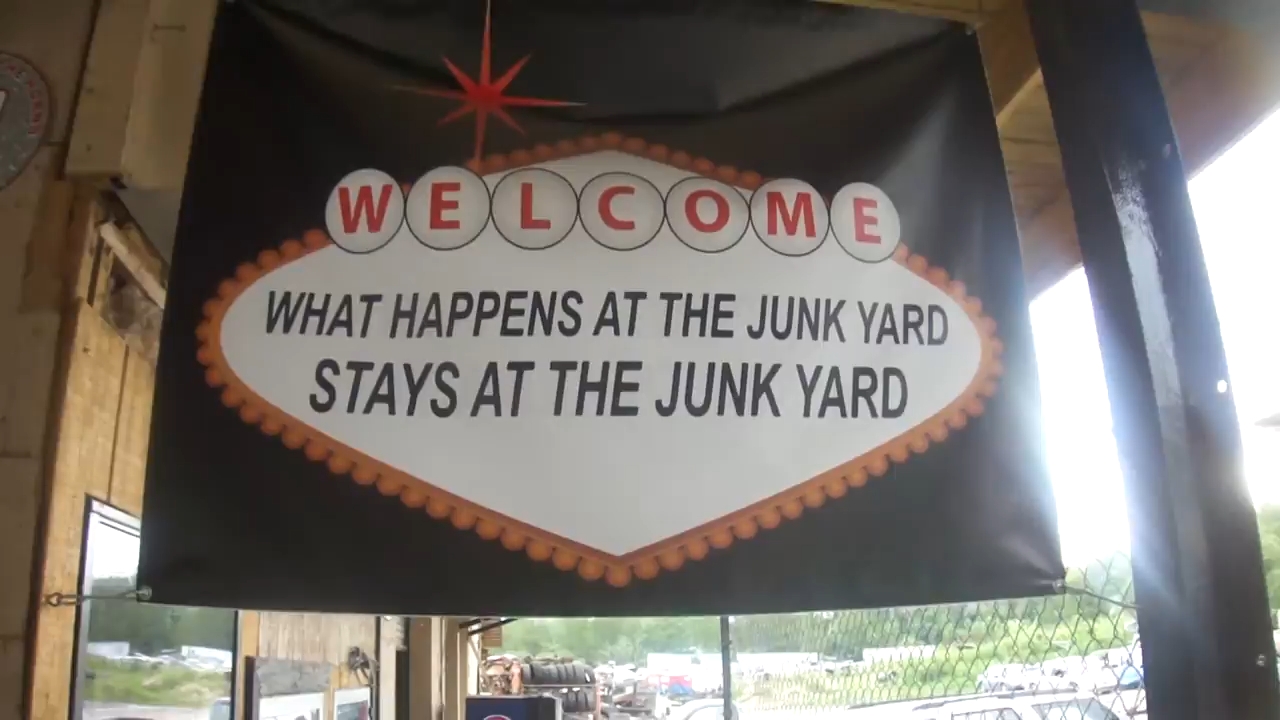 WELCOME
WHAT HAPPENS AT THE JUNK YARD
STAYS AT THE JUNK YARD